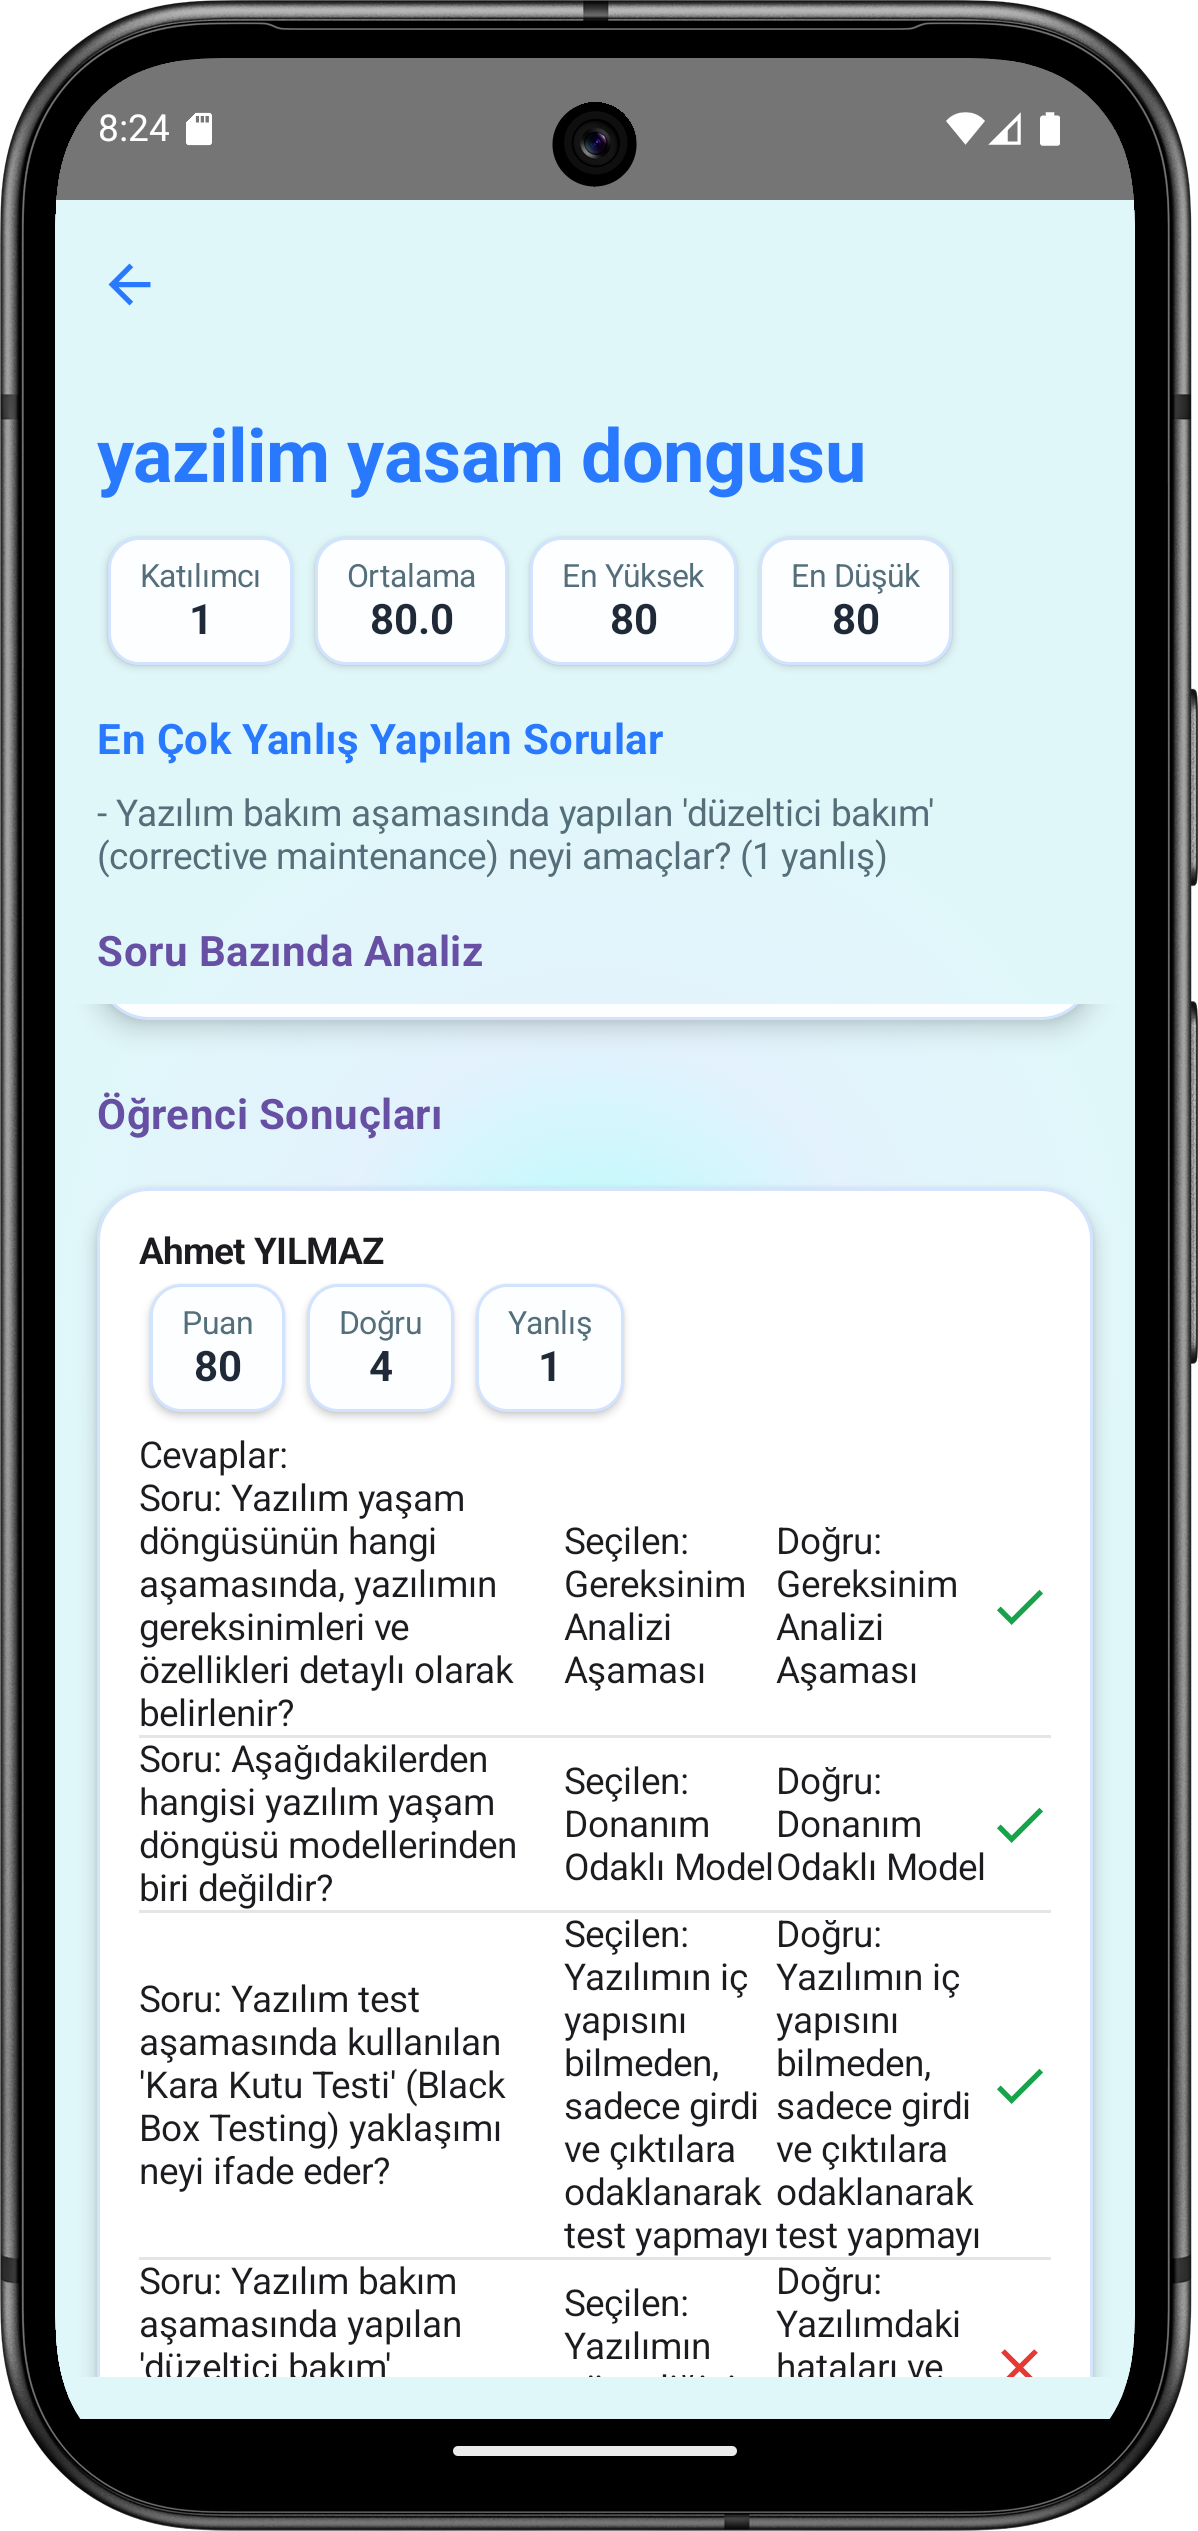 8:24
yazilim yasam dongusu
Katılımcı
1
Ortalama
80.0
En Yüksek
80
En Düşük
80
En Çok Yanlış Yapılan Sorular
- Yazılım bakım aşamasında yapılan 'düzeltici bakım'
(corrective maintenance) neyi amaçlar? (1 yanlış)
Soru Bazında Analiz
Öğrenci Sonuçları
Ahmet YILMAZ
Puan
80
Doğru
4
Yanlış
1
Cevaplar:
Soru: Yazılım yaşam
döngüsünün hangi
aşamasında, yazılımın
gereksinimleri ve
özellikleri detaylı olarak
belirlenir?
Seçilen:
Gereksinim
Analizi
Aşaması
Doğru:
Gereksinim
Analizi
Aşaması
Soru: Aşağıdakilerden
hangisi yazılım yaşam
döngüsü modellerinden
biri değildir?
Seçilen:
Donanım
Odaklı Model
Doğru:
Donanım
Odaklı Model
Soru: Yazılım test
aşamasında kullanılan
'Kara Kutu Testi' (Black
Box Testing) yaklaşımı
neyi ifade eder?
Seçilen:
Yazılımın iç
yapısını
bilmeden,
sadece girdi
ve çıktılara
odaklanarak
test yapmayı
Doğru:
Yazılımın iç
yapısını
bilmeden,
sadece girdi
ve çıktılara
odaklanarak
test yapmayı
Soru: Yazılım bakım
aşamasında yapılan
'düzeltici bakım'
Seçilen:
Yazılımın
Doğru:
Yazılımdaki
hataları ve